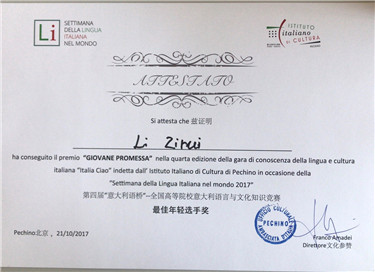 Li
SETTIMANA
DELLA LINGUA
ITALIANA
NEL MONDO
ISTITUTO
italiano
DI CULTURA
PECHINO
ATTESTATO
Si attesta che 兹证明
Li Zirui
ha conseguito il premio "GIOVANE PROMESSA" nella quarta edizione della gara di conoscenza della lingua e cultura
italiana "Italia Ciao" indetta dall' Istituto Italiano di Cultura di Pechino in occasione della
"Settimana della Lingua Italiana nel mondo 2017"
第四届"意大利语桥"—全国高等院校意大利语言与文化知识竞赛
最佳年轻选手奖
Pechino北京, 21/10/2017
PECHINO
Franco Amadei
Direttore文化参赞